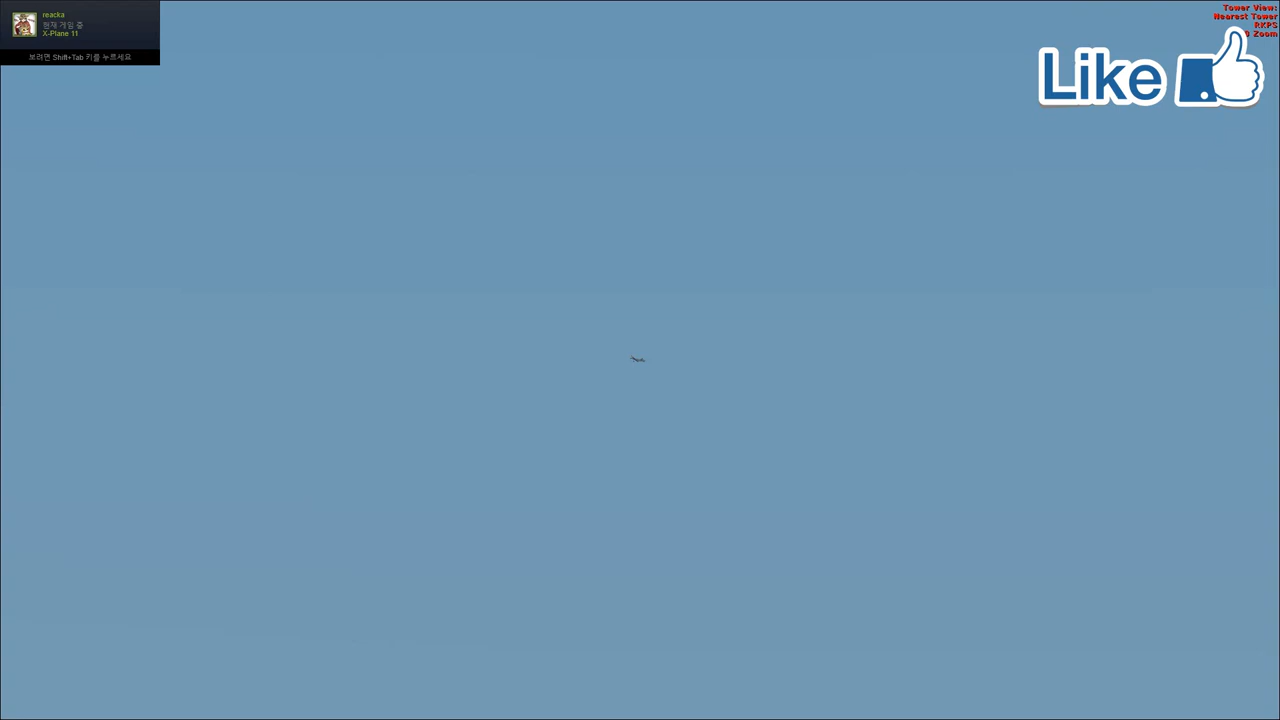 reacka
현재 게임 중
X-Plane 11
보려면 Shift+Tab 키를 누르세요
Tower View:
Nearest Tower
RKPS
Zoom
Like